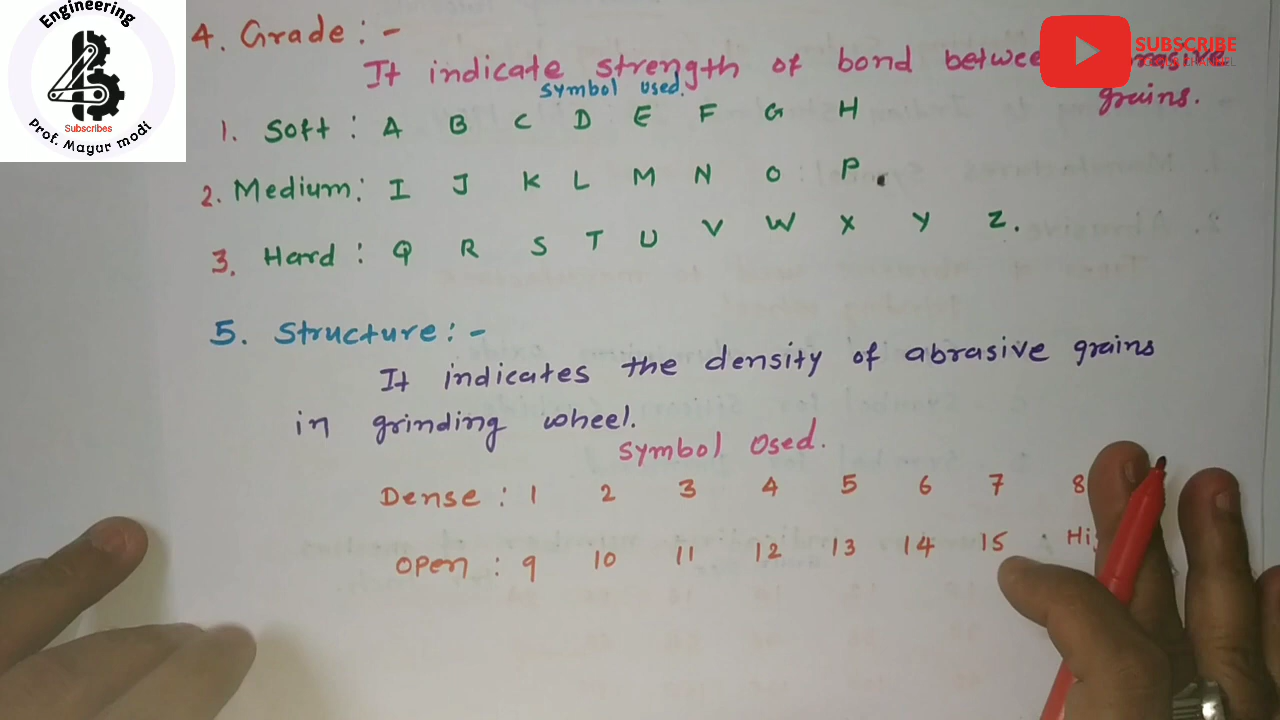 Engineering
Subscribes
Prof. Mayur modi
SUBSCRIBE
4. Grade : -
It indicate strength of bond
grains.
Symbol used.
1. Soft : A B C D E F G H
2. Medium: I J K L M N O P
3. Hard : Q R S T U V W X Y Z.
5. Structure: -
It indicates the density of abrasive grains
in grinding wheel.
Symbol Used.
Dense : 1 2 3 4 5 6 7 8
Open : 9 10 11 12 13 14 15